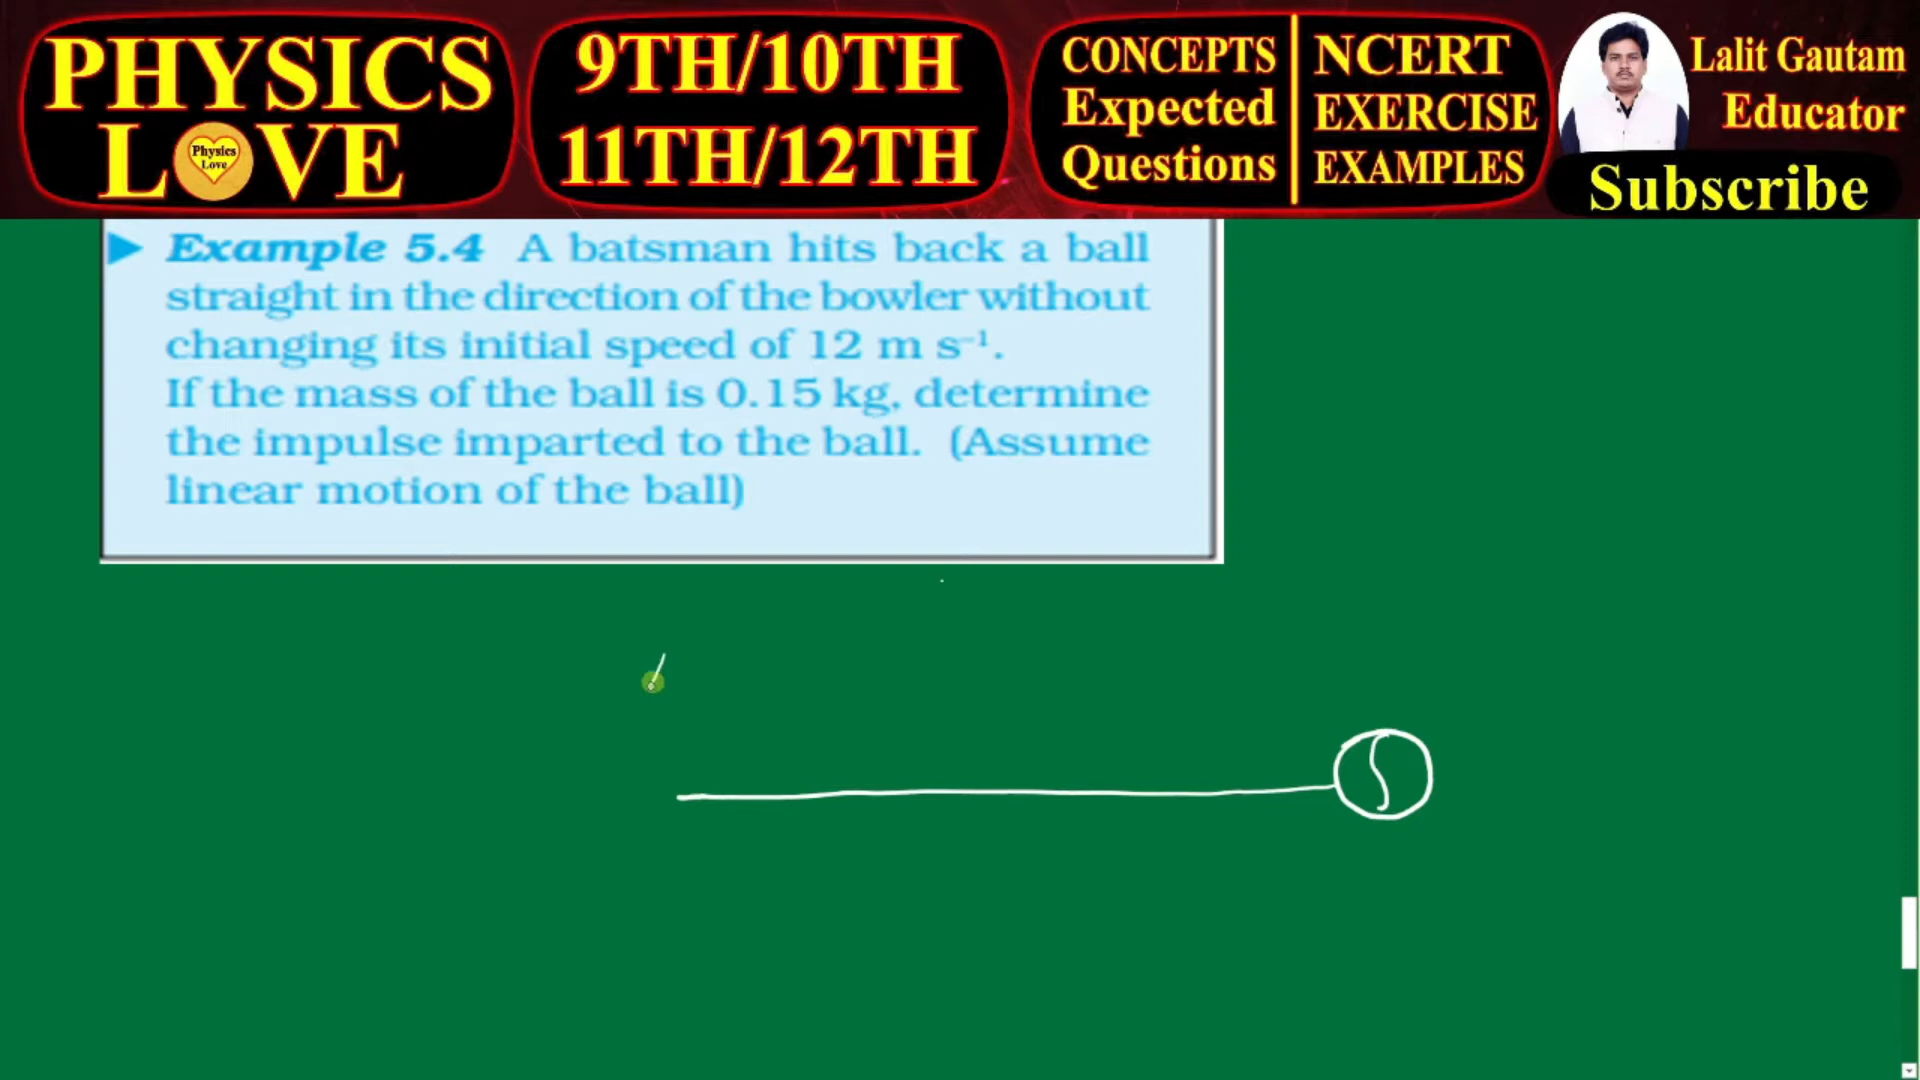 PHYSICS
LOVE
Physics
Love
9TH/10TH
11TH/12TH
CONCEPTS
Expected
Questions
NCERT
EXERCISE
EXAMPLES
Lalit Gautam
Educator
Subscribe
Example 5.4 A batsman hits back a ball
straight in the direction of the bowler without
changing its initial speed of 12 m s⁻¹.
If the mass of the ball is 0.15 kg, determine
the impulse imparted to the ball. (Assume
linear motion of the ball)